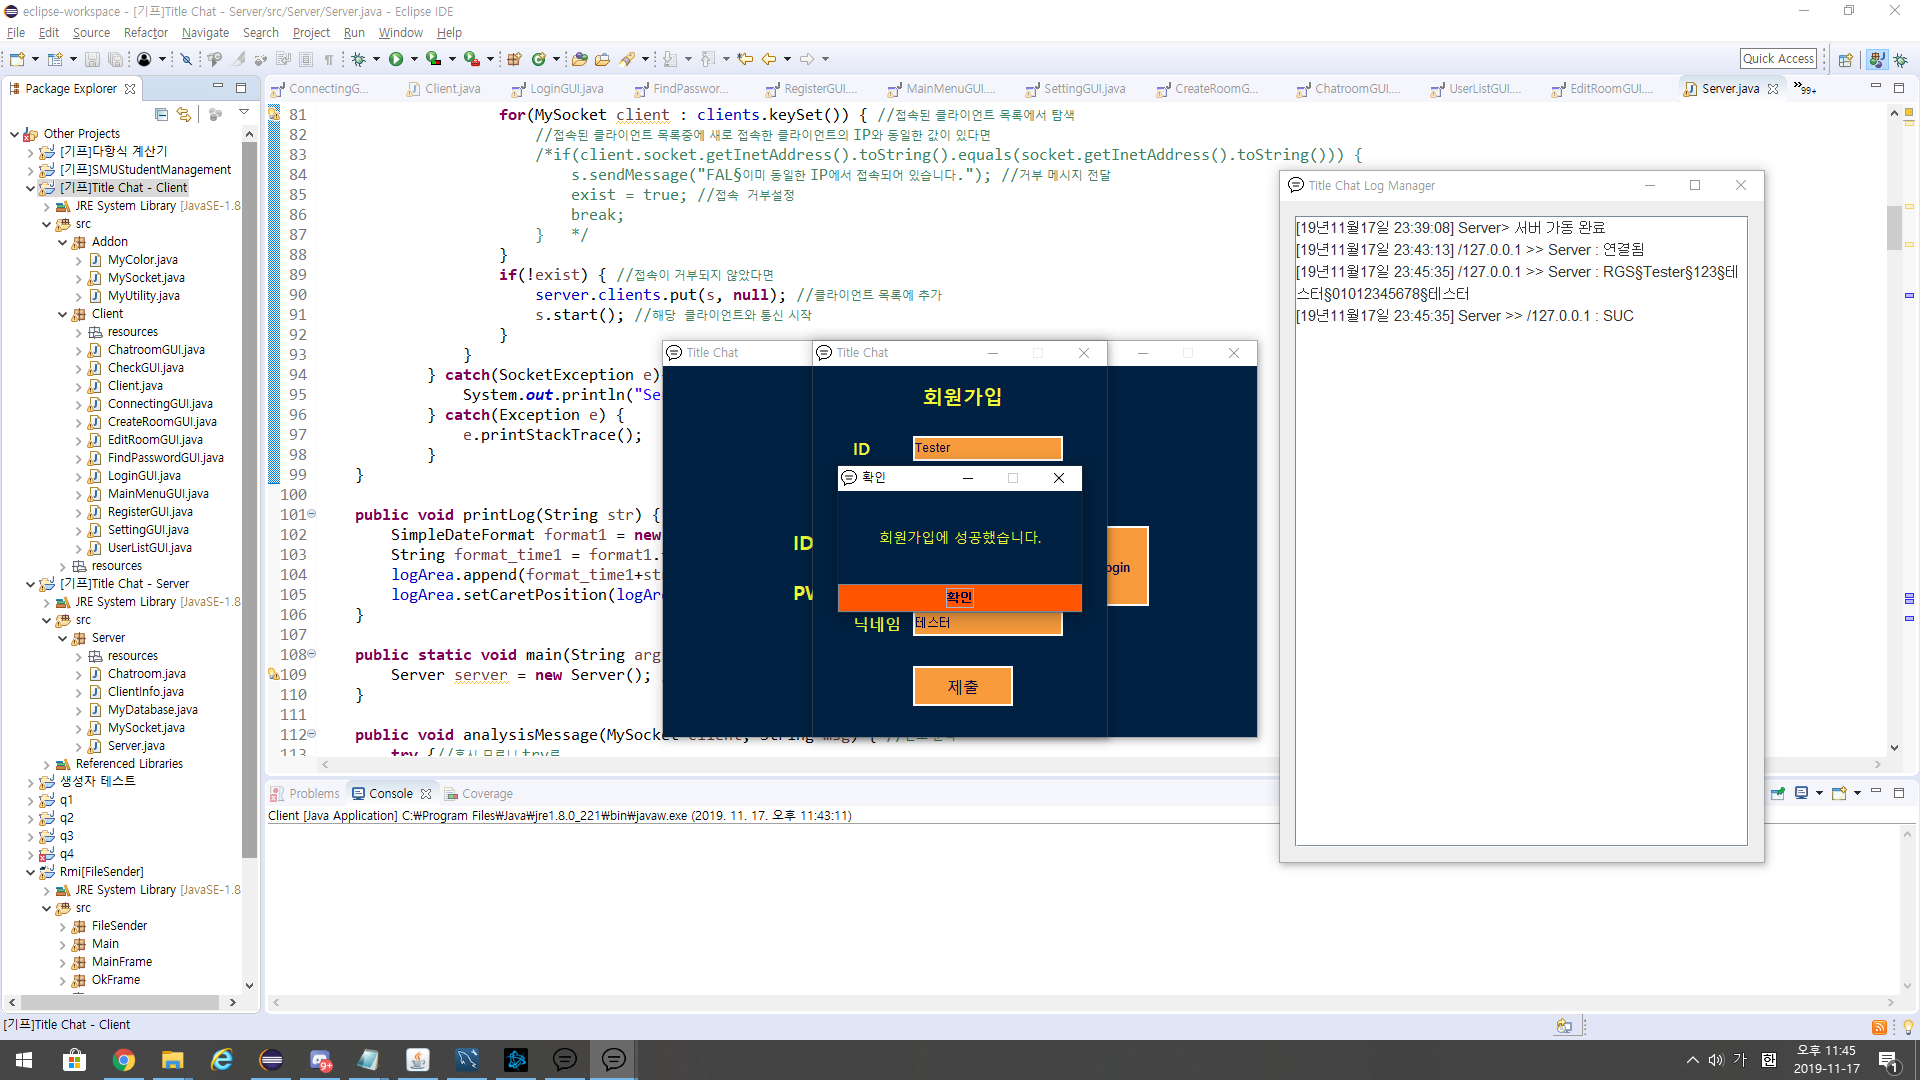 eclipse-workspace - [기프]Title Chat - Server/src/Server/Server.java - Eclipse IDE
File Edit Source Refactor Navigate Search Project Run Window Help
Quick Access
Package Explorer
ConnectingG... Client.java LoginGUI.java FindPasswor... RegisterGUI.... MainMenuGUI.... SettingGUI.java CreateRoomG... ChatroomGUI.... UserListGUI.... EditRoomGUI.... Server.java »99+
Other Projects
[기프]다항식 계산기
[기프]SMUStudentManagement
[기프]Title Chat - Client
JRE System Library [JavaSE-1.8
src
Addon
MyColor.java
MySocket.java
MyUtility.java
Client
resources
ChatroomGUI.java
CheckGUI.java
Client.java
ConnectingGUI.java
CreateRoomGUI.java
EditRoomGUI.java
FindPasswordGUI.java
LoginGUI.java
MainMenuGUI.java
RegisterGUI.java
SettingGUI.java
UserListGUI.java
resources
[기프]Title Chat - Server
JRE System Library [JavaSE-1.8
src
Server
resources
Chatroom.java
ClientInfo.java
MyDatabase.java
MySocket.java
Server.java
Referenced Libraries
생성자 테스트
q1
q2
q3
q4
Rmi[FileSender]
JRE System Library [JavaSE-1.8
src
FileSender
Main
MainFrame
OkFrame
81 for(MySocket client : clients.keySet()) { //접속된 클라이언트 목록에서 탐색
82 //접속된 클라이언트 목록중에 새로 접속한 클라이언트의 IP와 동일한 값이 있다면
83 /*if(client.socket.getInetAddress().toString().equals(socket.getInetAddress().toString())) {
84 s.sendMessage("FAL§이미 동일한 IP에서 접속되어 있습니다."); //거부 메시지 전달
85 exist = true; //접속 거부설정
86 break;
87 } */
88 }
89 if(!exist) { //접속이 거부되지 않았다면
90 server.clients.put(s, null); //클라이언트 목록에 추가
91 s.start(); //해당 클라이언트와 통신 시작
92 }
93 }
94 } catch(SocketException e)
95 System.out.println("Se
96 } catch(Exception e) {
97 e.printStackTrace();
98 }
99 }
100
101 public void printLog(String str) {
102 SimpleDateFormat format1 = new
103 String format_time1 = format1.
104 logArea.append(format_time1+st
105 logArea.setCaretPosition(logAr
106 }
107
108 public static void main(String arg
109 Server server = new Server();
110 }
111
112 public void analysisMessage(MySocket client, String msg) {
113 try {
Title Chat
Title Chat
회원가입
ID
Tester
확인
회원가입에 성공했습니다.
확인
ID
PW
ogin
닉네임
테스터
제출
Title Chat Log Manager
[19년11월17일 23:39:08] Server> 서버 가동 완료
[19년11월17일 23:43:13] /127.0.0.1 >> Server : 연결됨
[19년11월17일 23:45:35] /127.0.0.1 >> Server : RGS§Tester§123§테
스터§01012345678§테스터
[19년11월17일 23:45:35] Server >> /127.0.0.1 : SUC
Problems Console Coverage
Client [Java Application] C:₩Program Files₩Java₩jre1.8.0_221₩bin₩javaw.exe (2019. 11. 17. 오후 11:43:11)
[기프]Title Chat - Client
9+
가
오후 11:45
2019-11-17
1